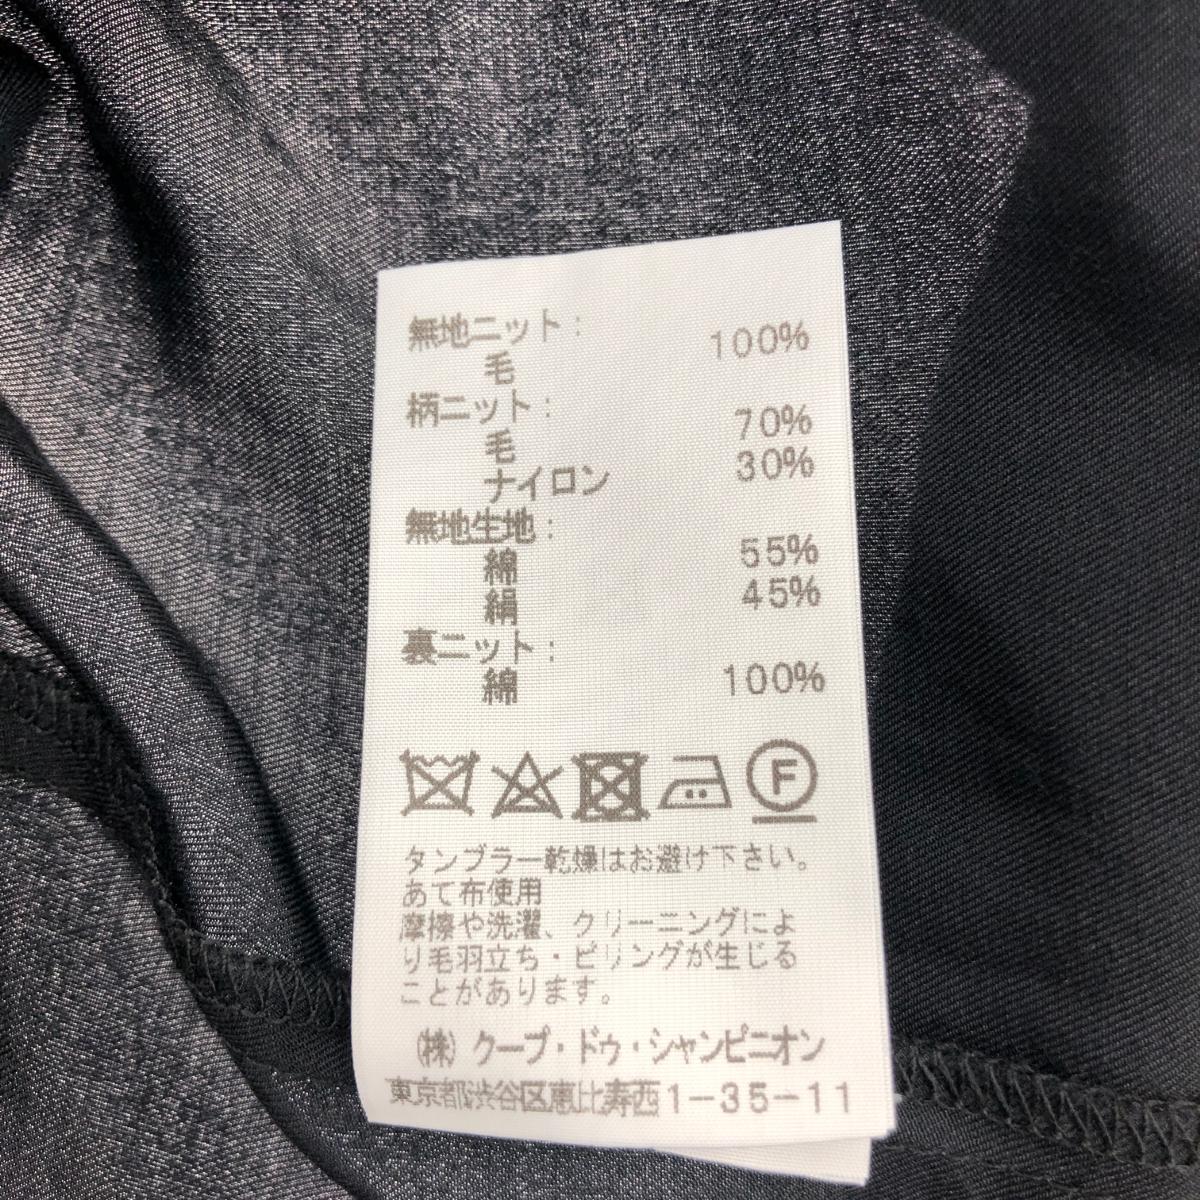 無地ニット:
毛 100%
柄ニット:
毛 70%
ナイロン 30%
無地生地:
綿 55%
絹 45%
裏ニット:
綿 100%
F
タンブラー乾燥はお避け下さい。
あて布使用
摩擦や洗濯、クリーニングによ
り毛羽立ち・ピリングが生じる
ことがあります。
(株)クープ・ドゥ・シャンピニオン
東京都渋谷区恵比寿西1-35-11